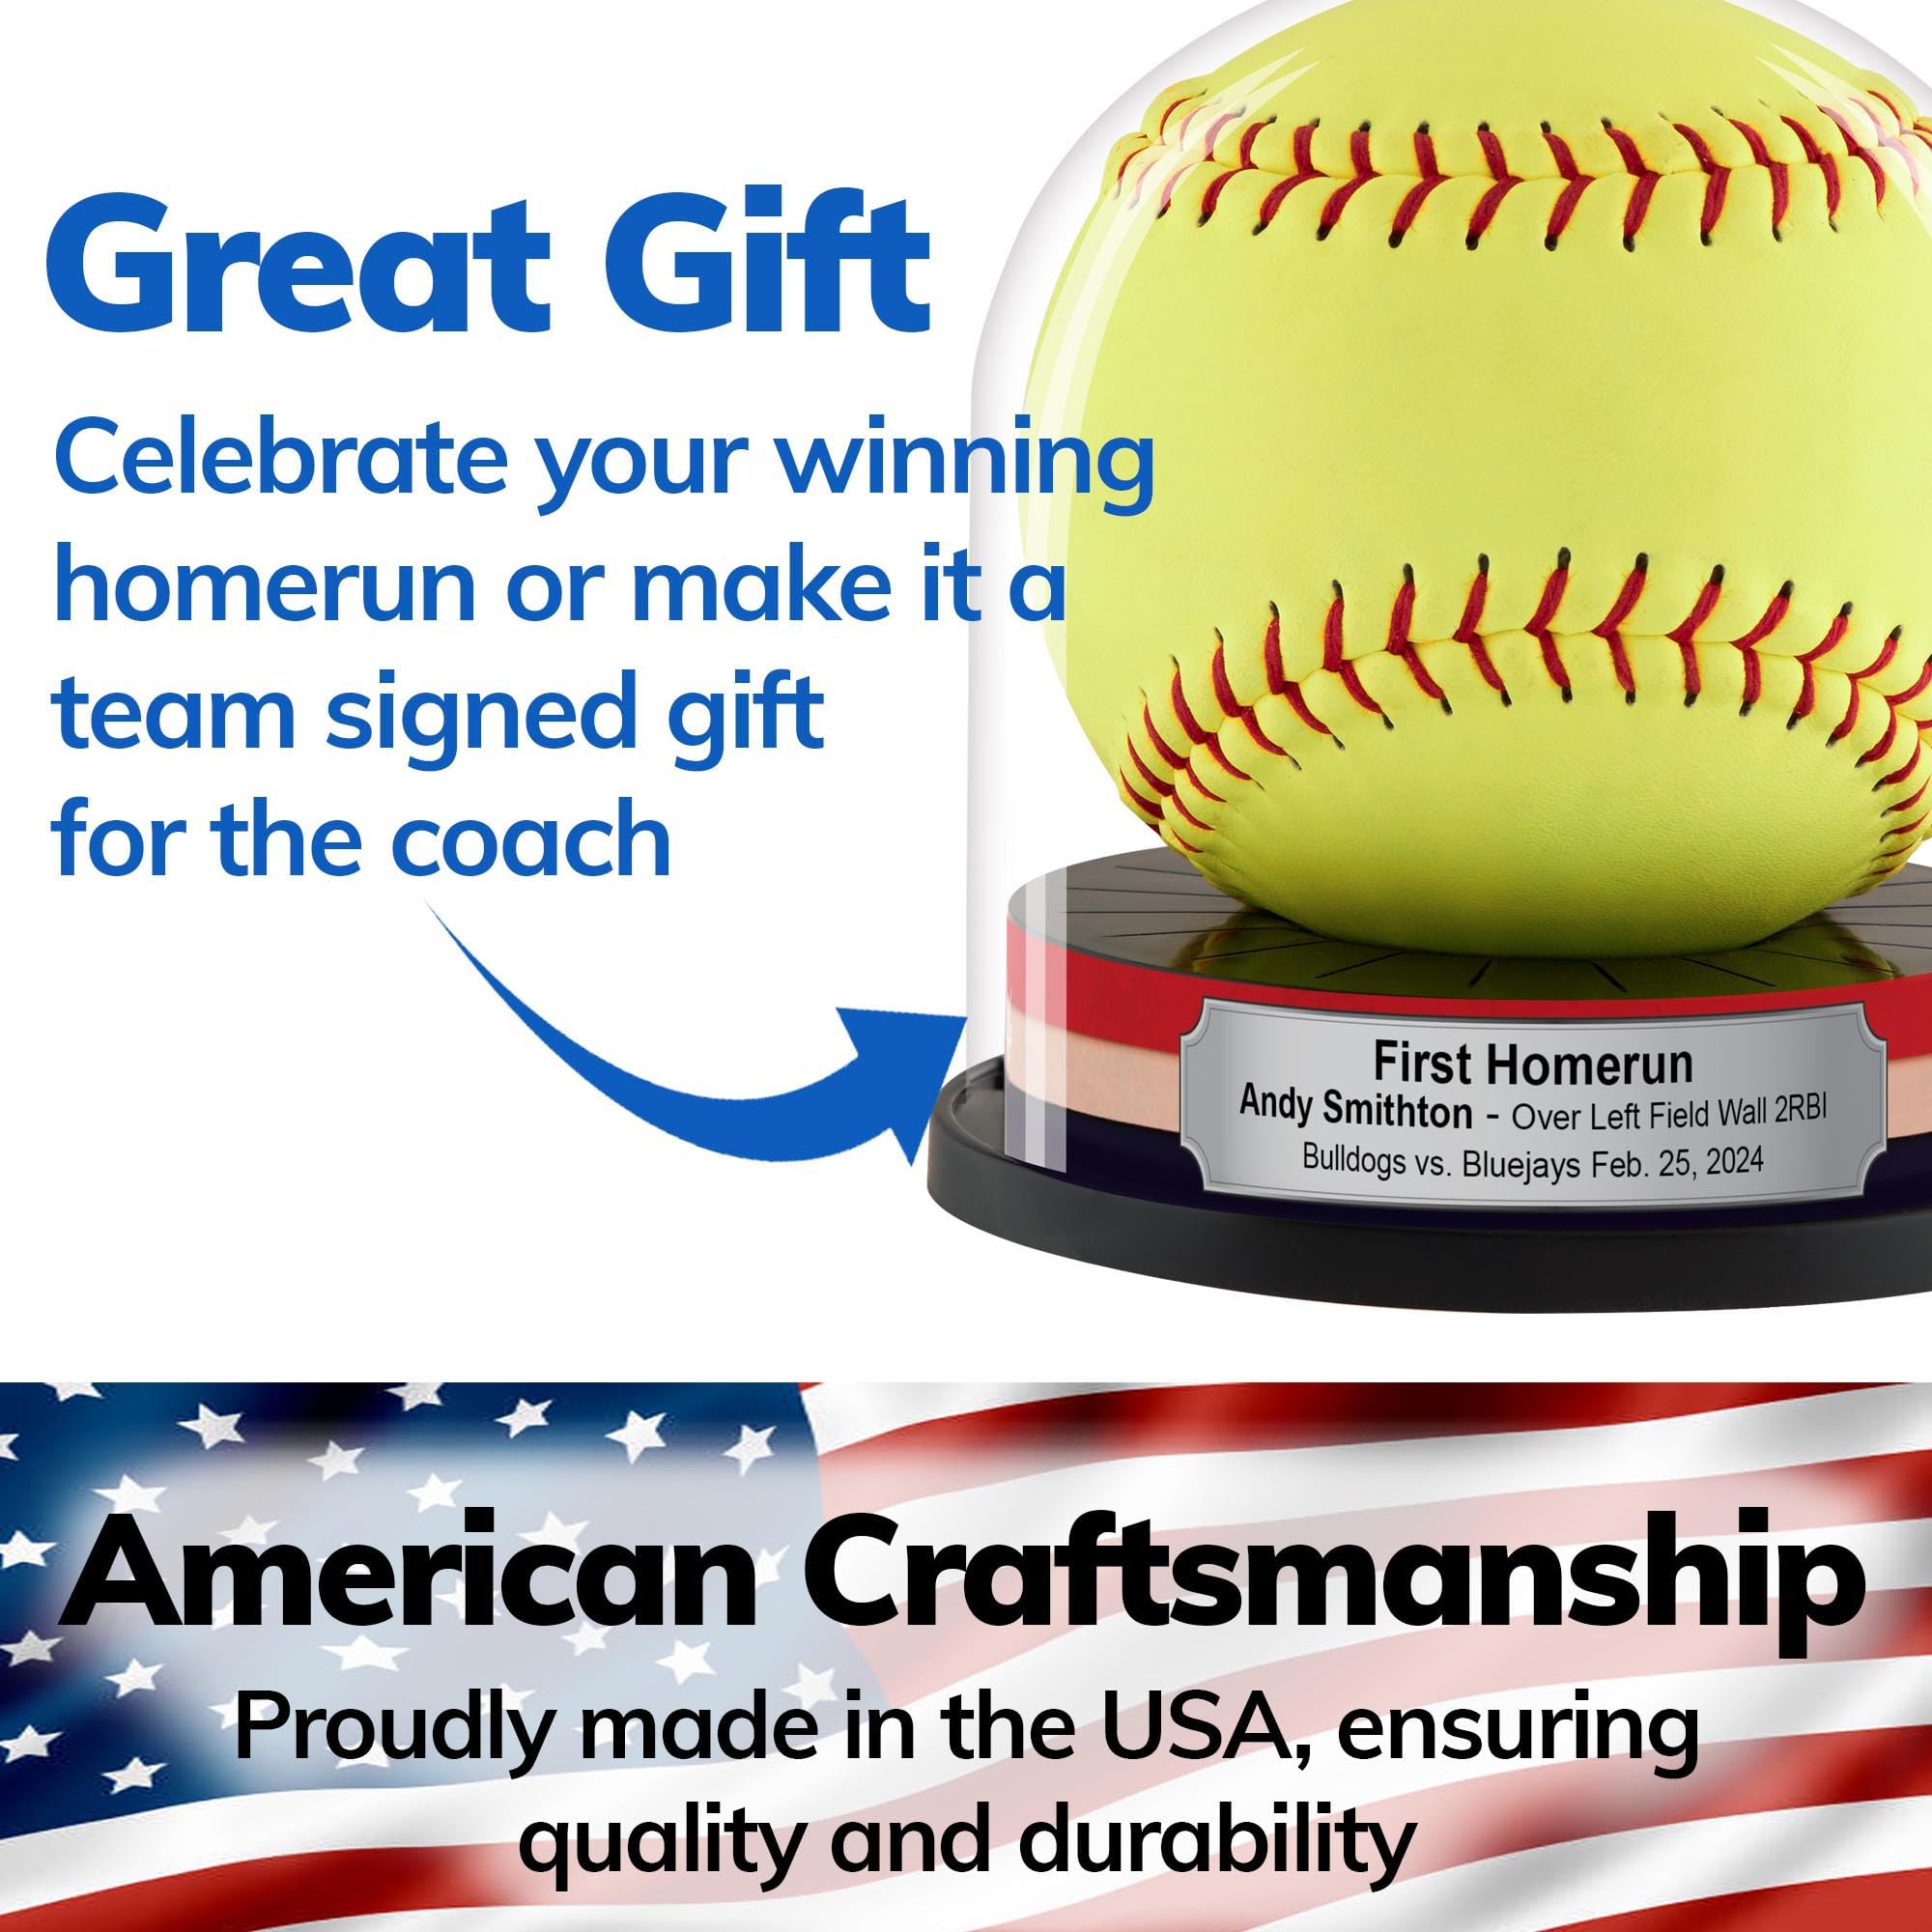 Great Gift
Celebrate your winning
homerun or make it a
team signed gift
for the coach
First Homerun
Andy Smithton - Over Left Field Wall 2RBI
Bulldogs vs. Bluejays Feb. 25, 2024
American Craftsmanship
Proudly made in the USA, ensuring
quality and durability